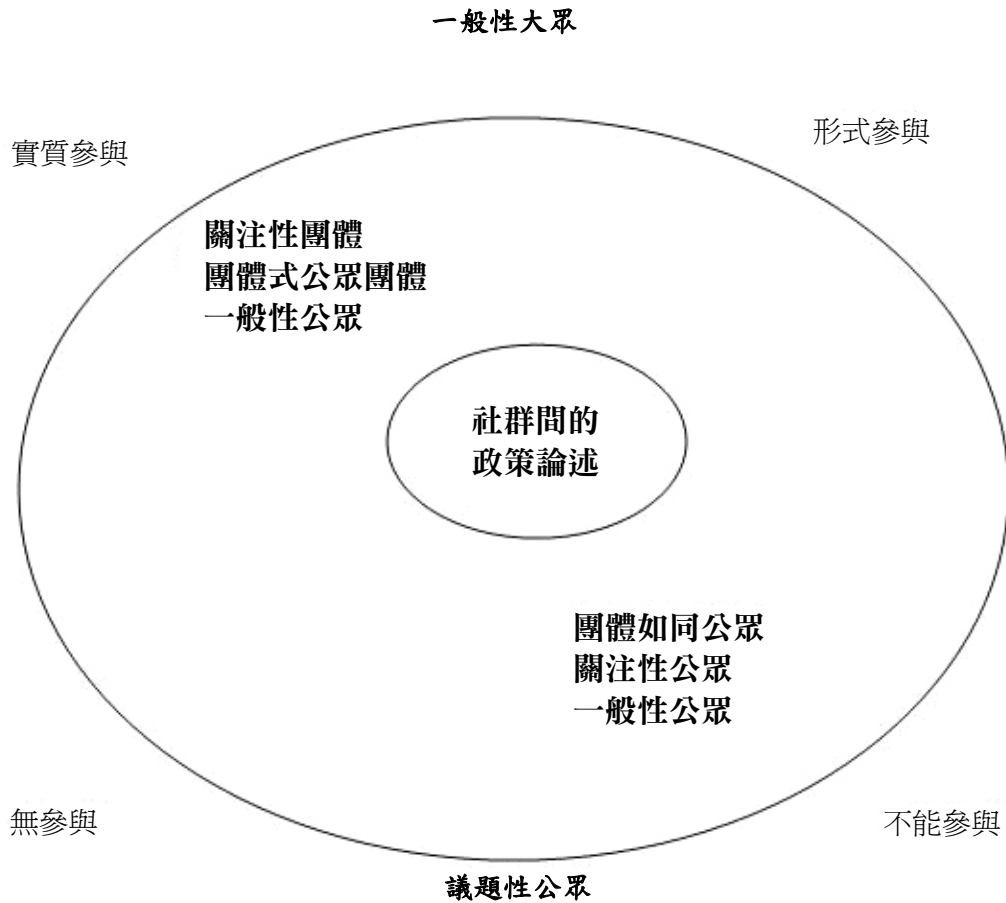 一般性大眾
形式參與
實質參與
關注性團體
團體式公眾團體
一般性公眾
社群間的
政策論述
團體如同公眾
關注性公眾
一般性公眾
無參與
不能參與
議題性公眾